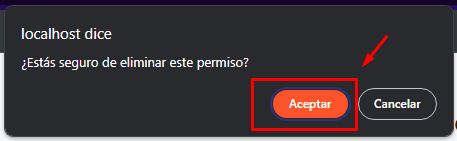 localhost dice
¿Estás seguro de eliminar este permiso?
Aceptar
Cancelar